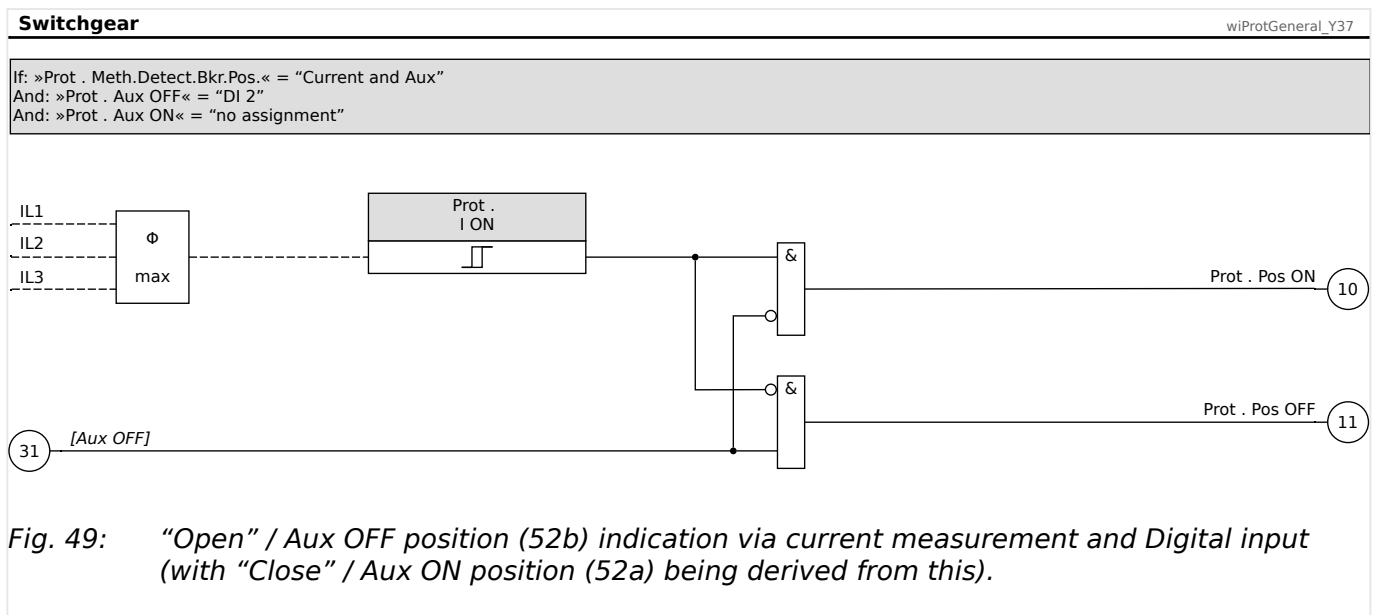 Switchgear
wiProtGeneral_Y37
If: »Prot . Meth.Detect.Bkr.Pos.« = “Current and Aux”
And: »Prot . Aux OFF« = “DI 2”
And: »Prot . Aux ON« = “no assignment”
IL1
IL2
IL3
Φ
max
Prot .
I ON
&
Prot . Pos ON
10
&
Prot . Pos OFF
11
31
[Aux OFF]
Fig. 49: “Open” / Aux OFF position (52b) indication via current measurement and Digital input
(with “Close” / Aux ON position (52a) being derived from this).